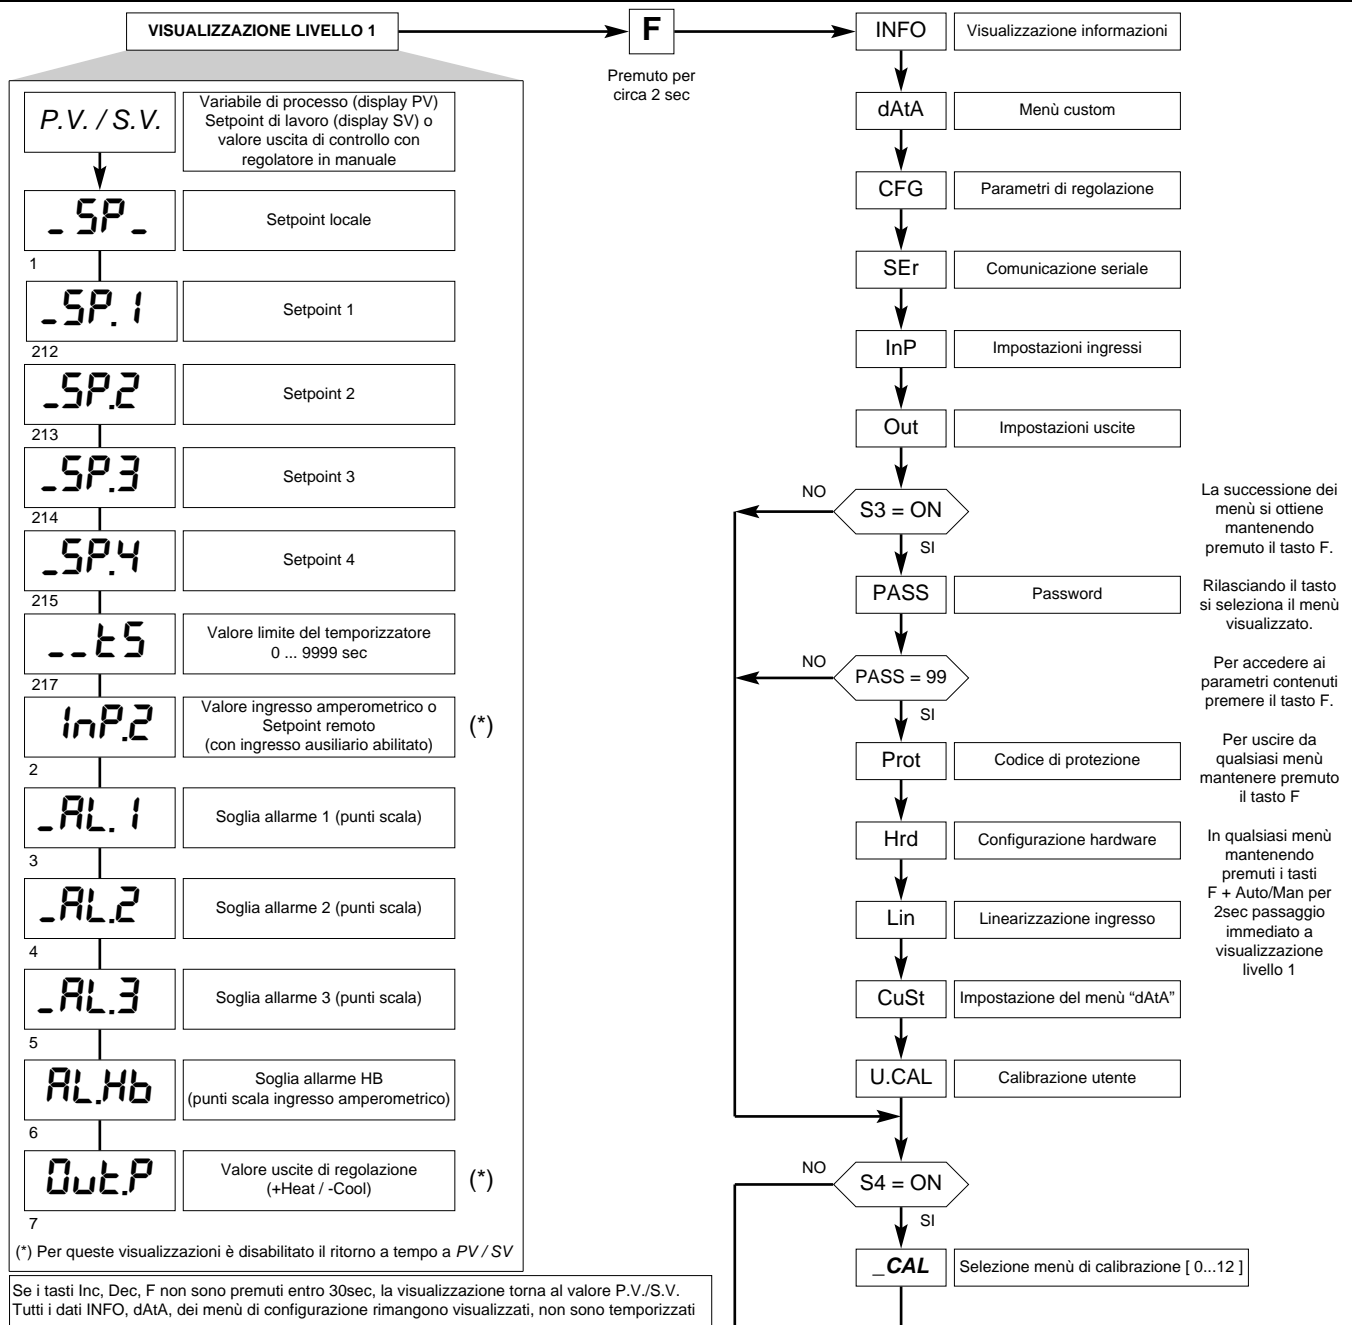 VISUALIZZAZIONE LIVELLO 1
P.V. / S.V.
Variabile di processo (display PV)
Setpoint di lavoro (display SV) o
valore uscita di controllo con
regolatore in manuale
_SP_
Setpoint locale
1
_SP.1
Setpoint 1
212
_SP.2
Setpoint 2
213
_SP.3
Setpoint 3
214
_SP.4
Setpoint 4
215
__tS
Valore limite del temporizzatore
0 ... 9999 sec
217
InP.2
Valore ingresso amperometrico o
Setpoint remoto
(con ingresso ausiliario abilitato)
(*)
2
_AL.1
Soglia allarme 1 (punti scala)
3
_AL.2
Soglia allarme 2 (punti scala)
4
_AL.3
Soglia allarme 3 (punti scala)
5
AL.Hb
Soglia allarme HB
(punti scala ingresso amperometrico)
6
Out.P
Valore uscite di regolazione
(+Heat / -Cool)
(*)
7
(*) Per queste visualizzazioni è disabilitato il ritorno a tempo a PV / SV
Se i tasti Inc, Dec, F non sono premuti entro 30sec, la visualizzazione torna al valore P.V./S.V.
Tutti i dati INFO, dAtA, dei menù di configurazione rimangono visualizzati, non sono temporizzati
F
Premuto per
circa 2 sec
INFO
Visualizzazione informazioni
dAtA
Menù custom
CFG
Parametri di regolazione
SEr
Comunicazione seriale
InP
Impostazioni ingressi
Out
Impostazioni uscite
NO
S3 = ON
SI
PASS
Password
NO
PASS = 99
SI
Prot
Codice di protezione
Hrd
Configurazione hardware
Lin
Linearizzazione ingresso
CuSt
Impostazione del menù “dAtA”
U.CAL
Calibrazione utente
NO
S4 = ON
SI
_CAL
Selezione menù di calibrazione [ 0...12 ]
La successione dei
menù si ottiene
mantenendo
premuto il tasto F.
Rilasciando il tasto
si seleziona il menù
visualizzato.
Per accedere ai
parametri contenuti
premere il tasto F.
Per uscire da
qualsiasi menù
mantenere premuto
il tasto F
In qualsiasi menù
mantenendo
premuti i tasti
F + Auto/Man per
2sec passaggio
immediato a
visualizzazione
livello 1